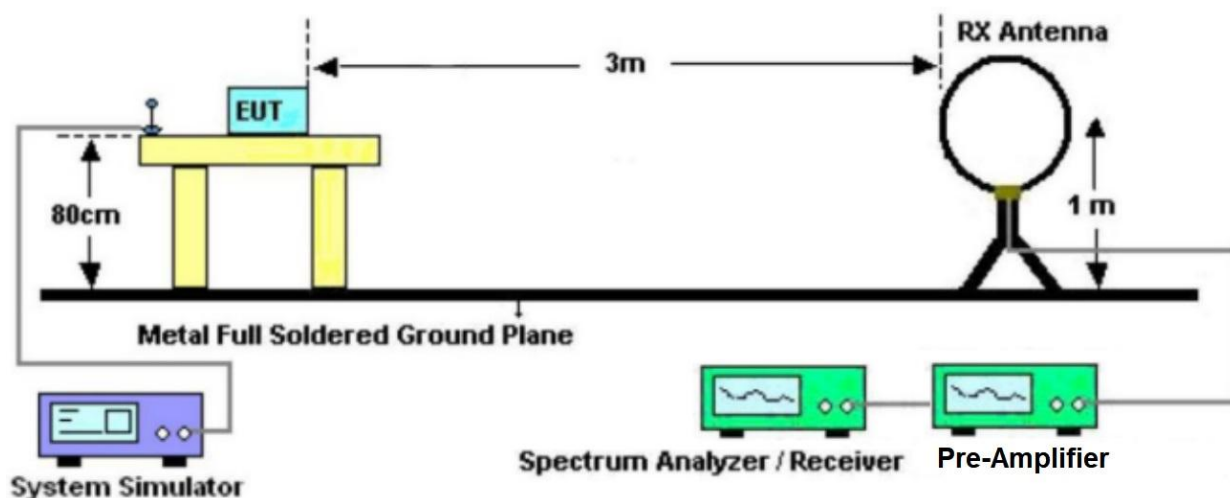 RX Antenna
3m
EUT
80cm
1 m
Metal Full Soldered Ground Plane
Spectrum Analyzer / Receiver
Pre-Amplifier
System Simulator